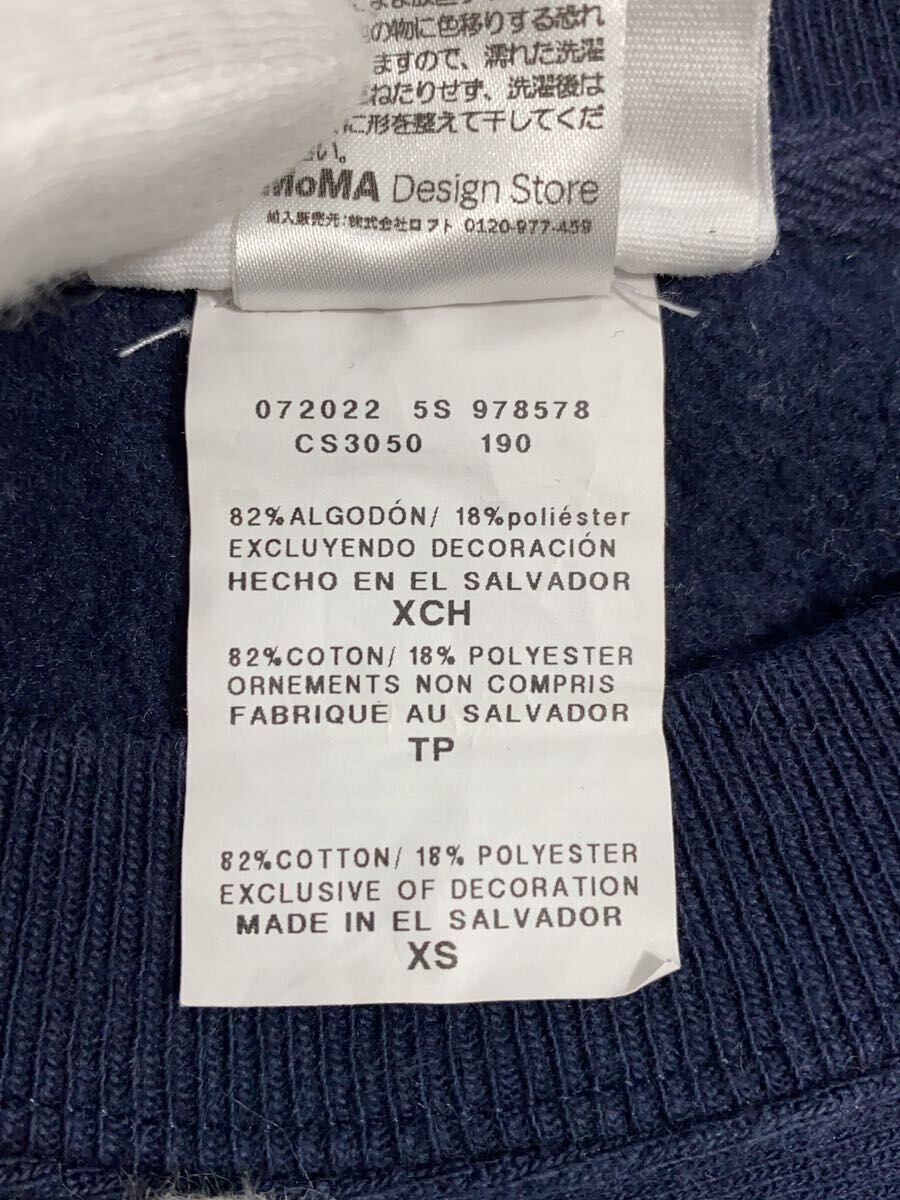 の物に色移りする恐れ
ますので、濡れた洗濯
ねたりせず、洗濯後は
に形を整えて干してくだ
い。
MoMA Design Store
輸入販売元:株式会社ロフト 0120-977-459
072022 5S 978578
CS3050 190
82%ALGODÓN/ 18%poliéster
EXCLUYENDO DECORACIÓN
HECHO EN EL SALVADOR
XCH
82%COTON/ 18% POLYESTER
ORNEMENTS NON COMPRIS
FABRIQUÉ AU SALVADOR
TP
82%COTTON/ 18% POLYESTER
EXCLUSIVE OF DECORATION
MADE IN EL SALVADOR
XS